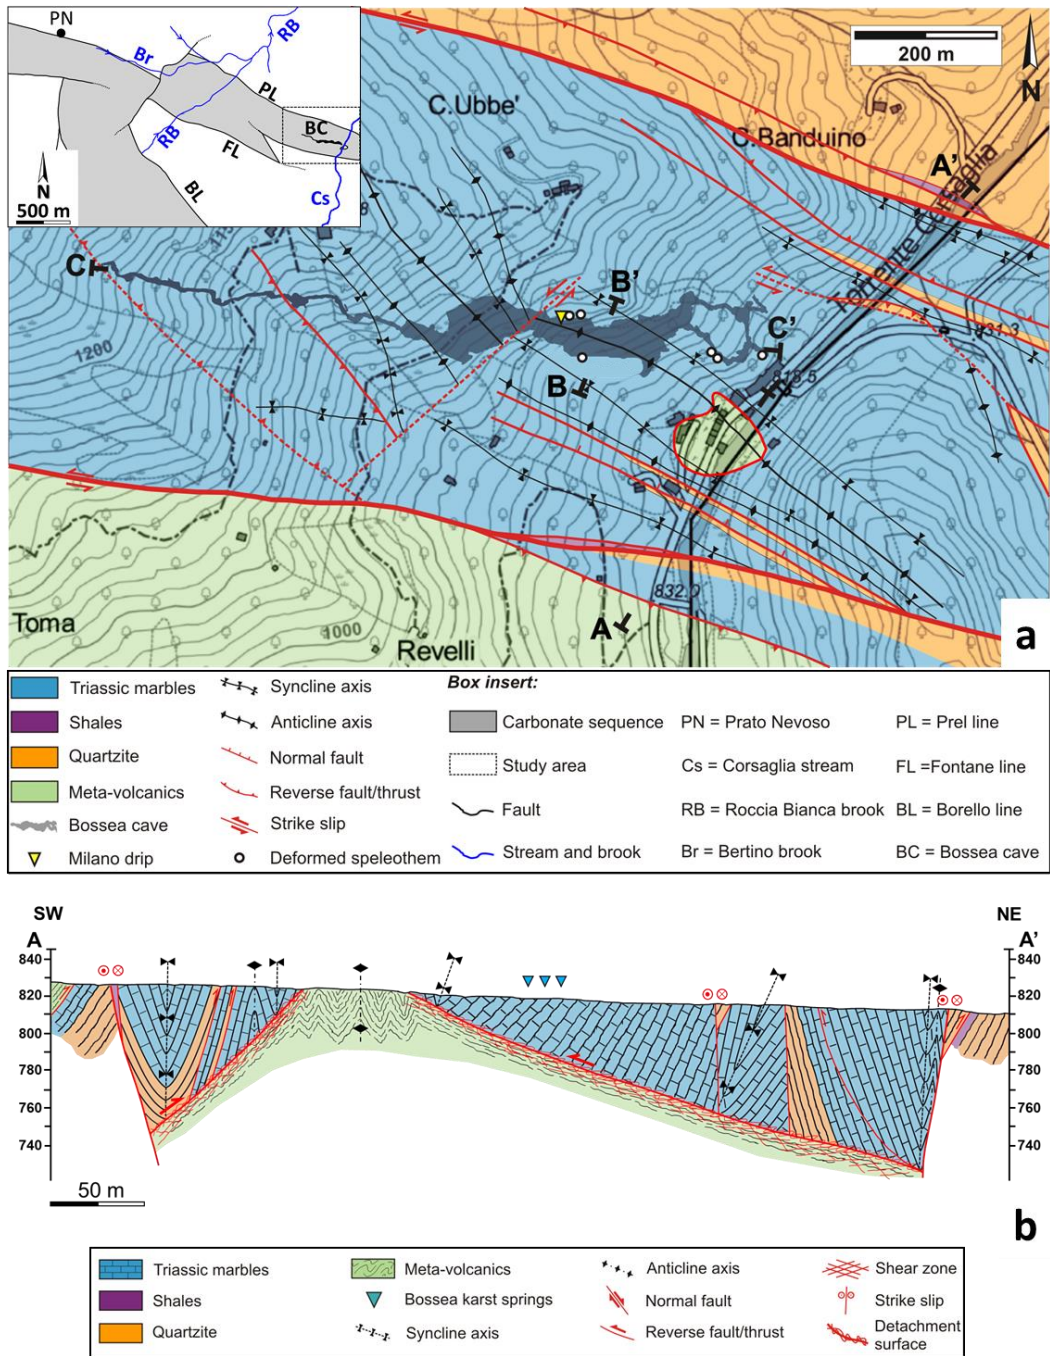 PN
Br
RB
PL
RB
FL
BC
BL
Cs
N
500 m
200 m
N
C.Ubbe'
C.Banduino
A'
Torrente Corsaglia
C
B'
C'
B
1200
831.3
818.5
832.0
Toma
1000
Revelli
A
a
Triassic marbles
Shales
Quartzite
Meta-volcanics
Bossea cave
Milano drip
Syncline axis
Anticline axis
Normal fault
Reverse fault/thrust
Strike slip
Deformed speleothem
Box insert:
Carbonate sequence
Study area
Fault
Stream and brook
PN = Prato Nevoso
Cs = Corsaglia stream
RB = Roccia Bianca brook
Br = Bertino brook
PL = Prel line
FL =Fontane line
BL = Borello line
BC = Bossea cave
SW
NE
A
A'
840
820
800
780
760
740
840
820
800
780
760
740
50 m
b
Triassic marbles
Shales
Quartzite
Meta-volcanics
Bossea karst springs
Syncline axis
Anticline axis
Normal fault
Reverse fault/thrust
Shear zone
Strike slip
Detachment
surface